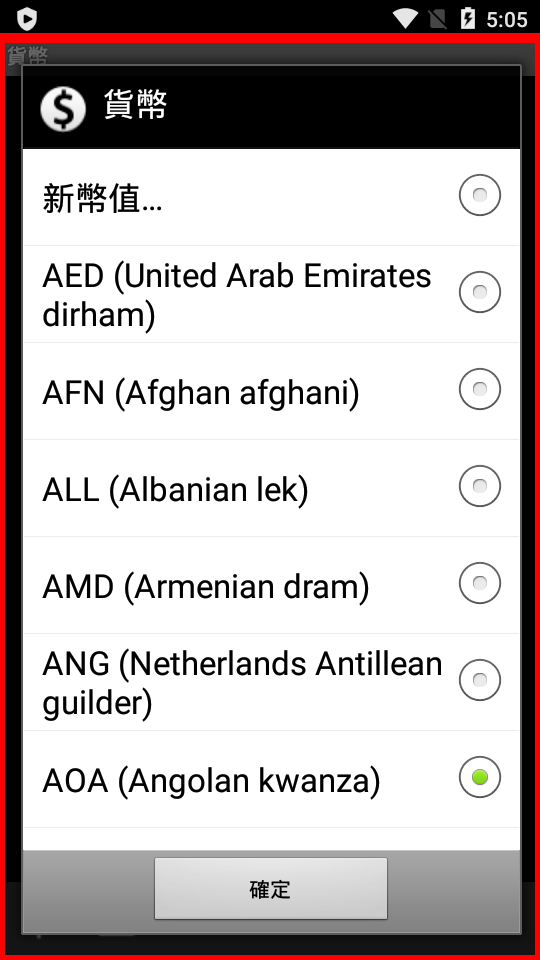 5:05
貨幣
貨幣
新幣值...
AED (United Arab Emirates
dirham)
AFN (Afghan afghani)
ALL (Albanian lek)
AMD (Armenian dram)
ANG (Netherlands Antillean
guilder)
AOA (Angolan kwanza)
確定